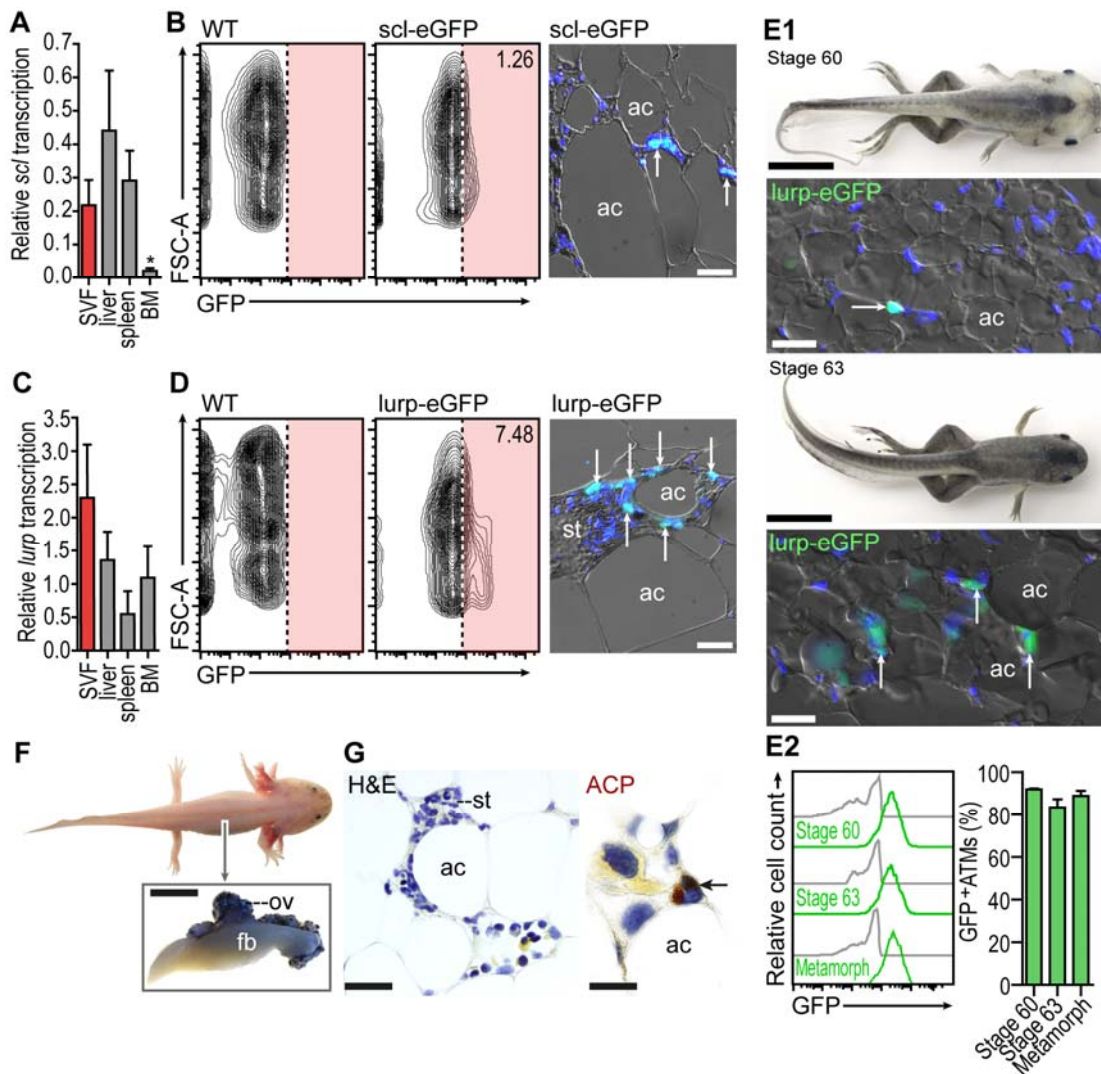 A
0.7
0.6
0.5
0.4
0.3
0.2
0.1
0.0
Relative scl transcription
*
SVF
liver
spleen
BM
B
WT
scl-eGFP
scl-eGFP
1.26
FSC-A
GFP
ac
ac
C
3.5
3.0
2.5
2.0
1.5
1.0
0.5
0.0
Relative lurp transcription
SVF
liver
spleen
BM
D
WT
lurp-eGFP
lurp-eGFP
7.48
FSC-A
GFP
ac
st
ac
E1
Stage 60
lurp-eGFP
ac
Stage 63
lurp-eGFP
ac
ac
E2
Relative cell count
Stage 60
Stage 63
Metamorph
GFP
100
80
60
40
20
0
GFP+ATMs (%)
Stage 60
Stage 63
Metamorph
F
ov
fb
G
H&E
st
ac
ACP
ac